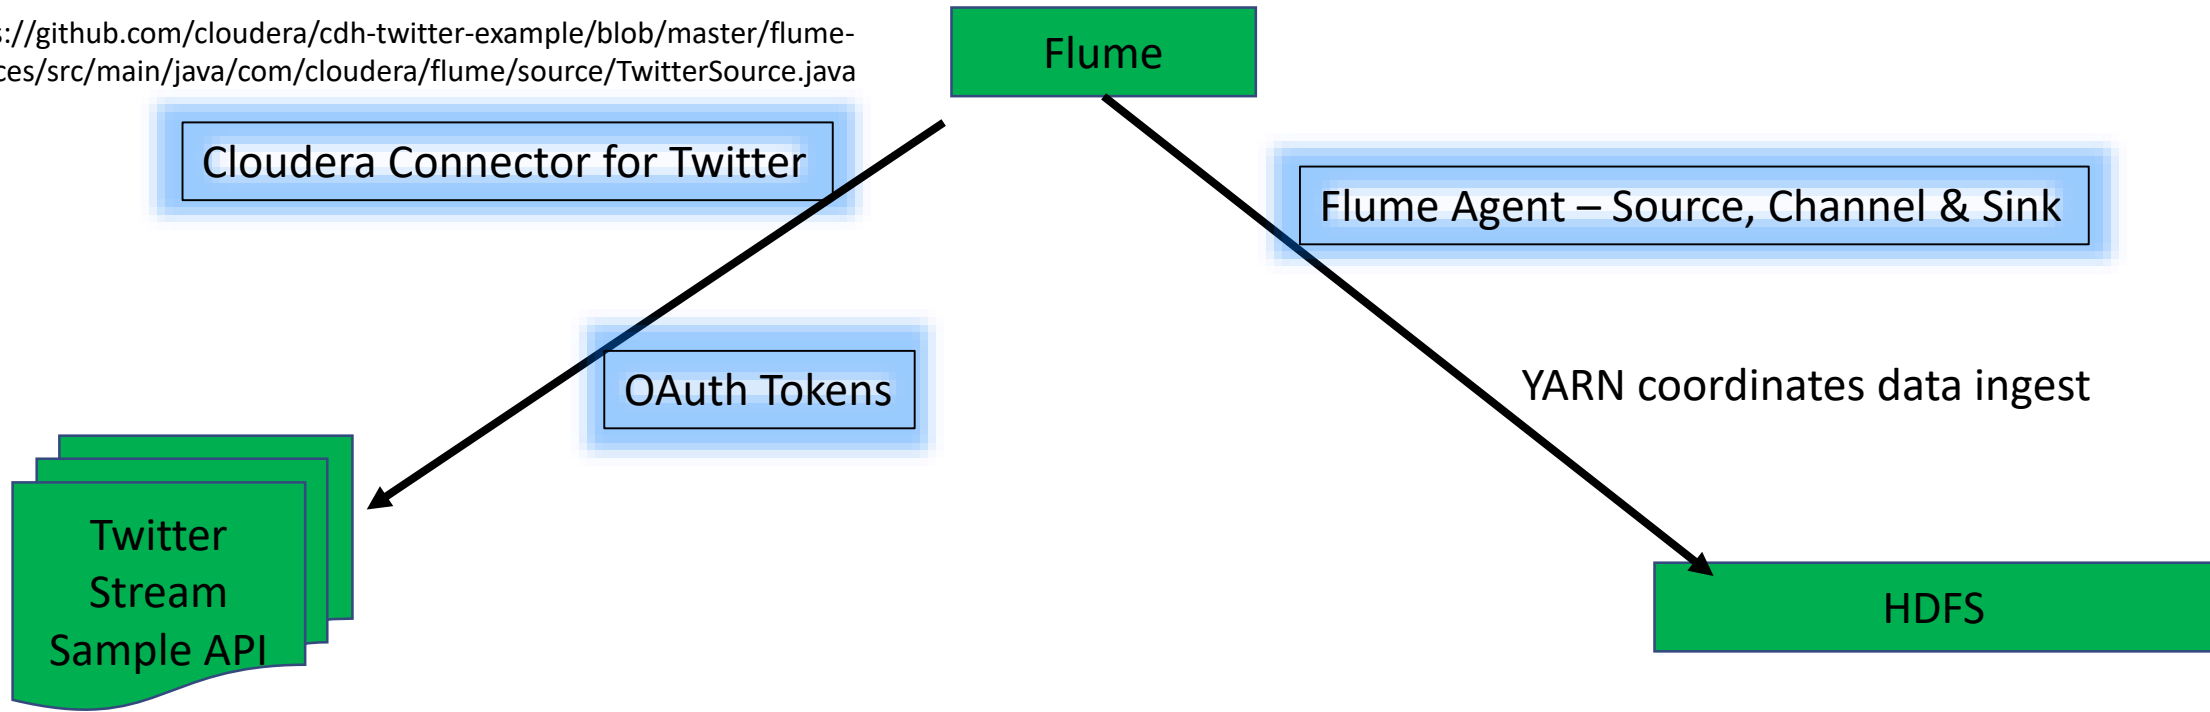 s://github.com/cloudera/cdh-twitter-example/blob/master/flume-
ces/src/main/java/com/cloudera/flume/source/TwitterSource.java
Flume
Cloudera Connector for Twitter
Flume Agent – Source, Channel & Sink
OAuth Tokens
YARN coordinates data ingest
Twitter
Stream
Sample API
HDFS